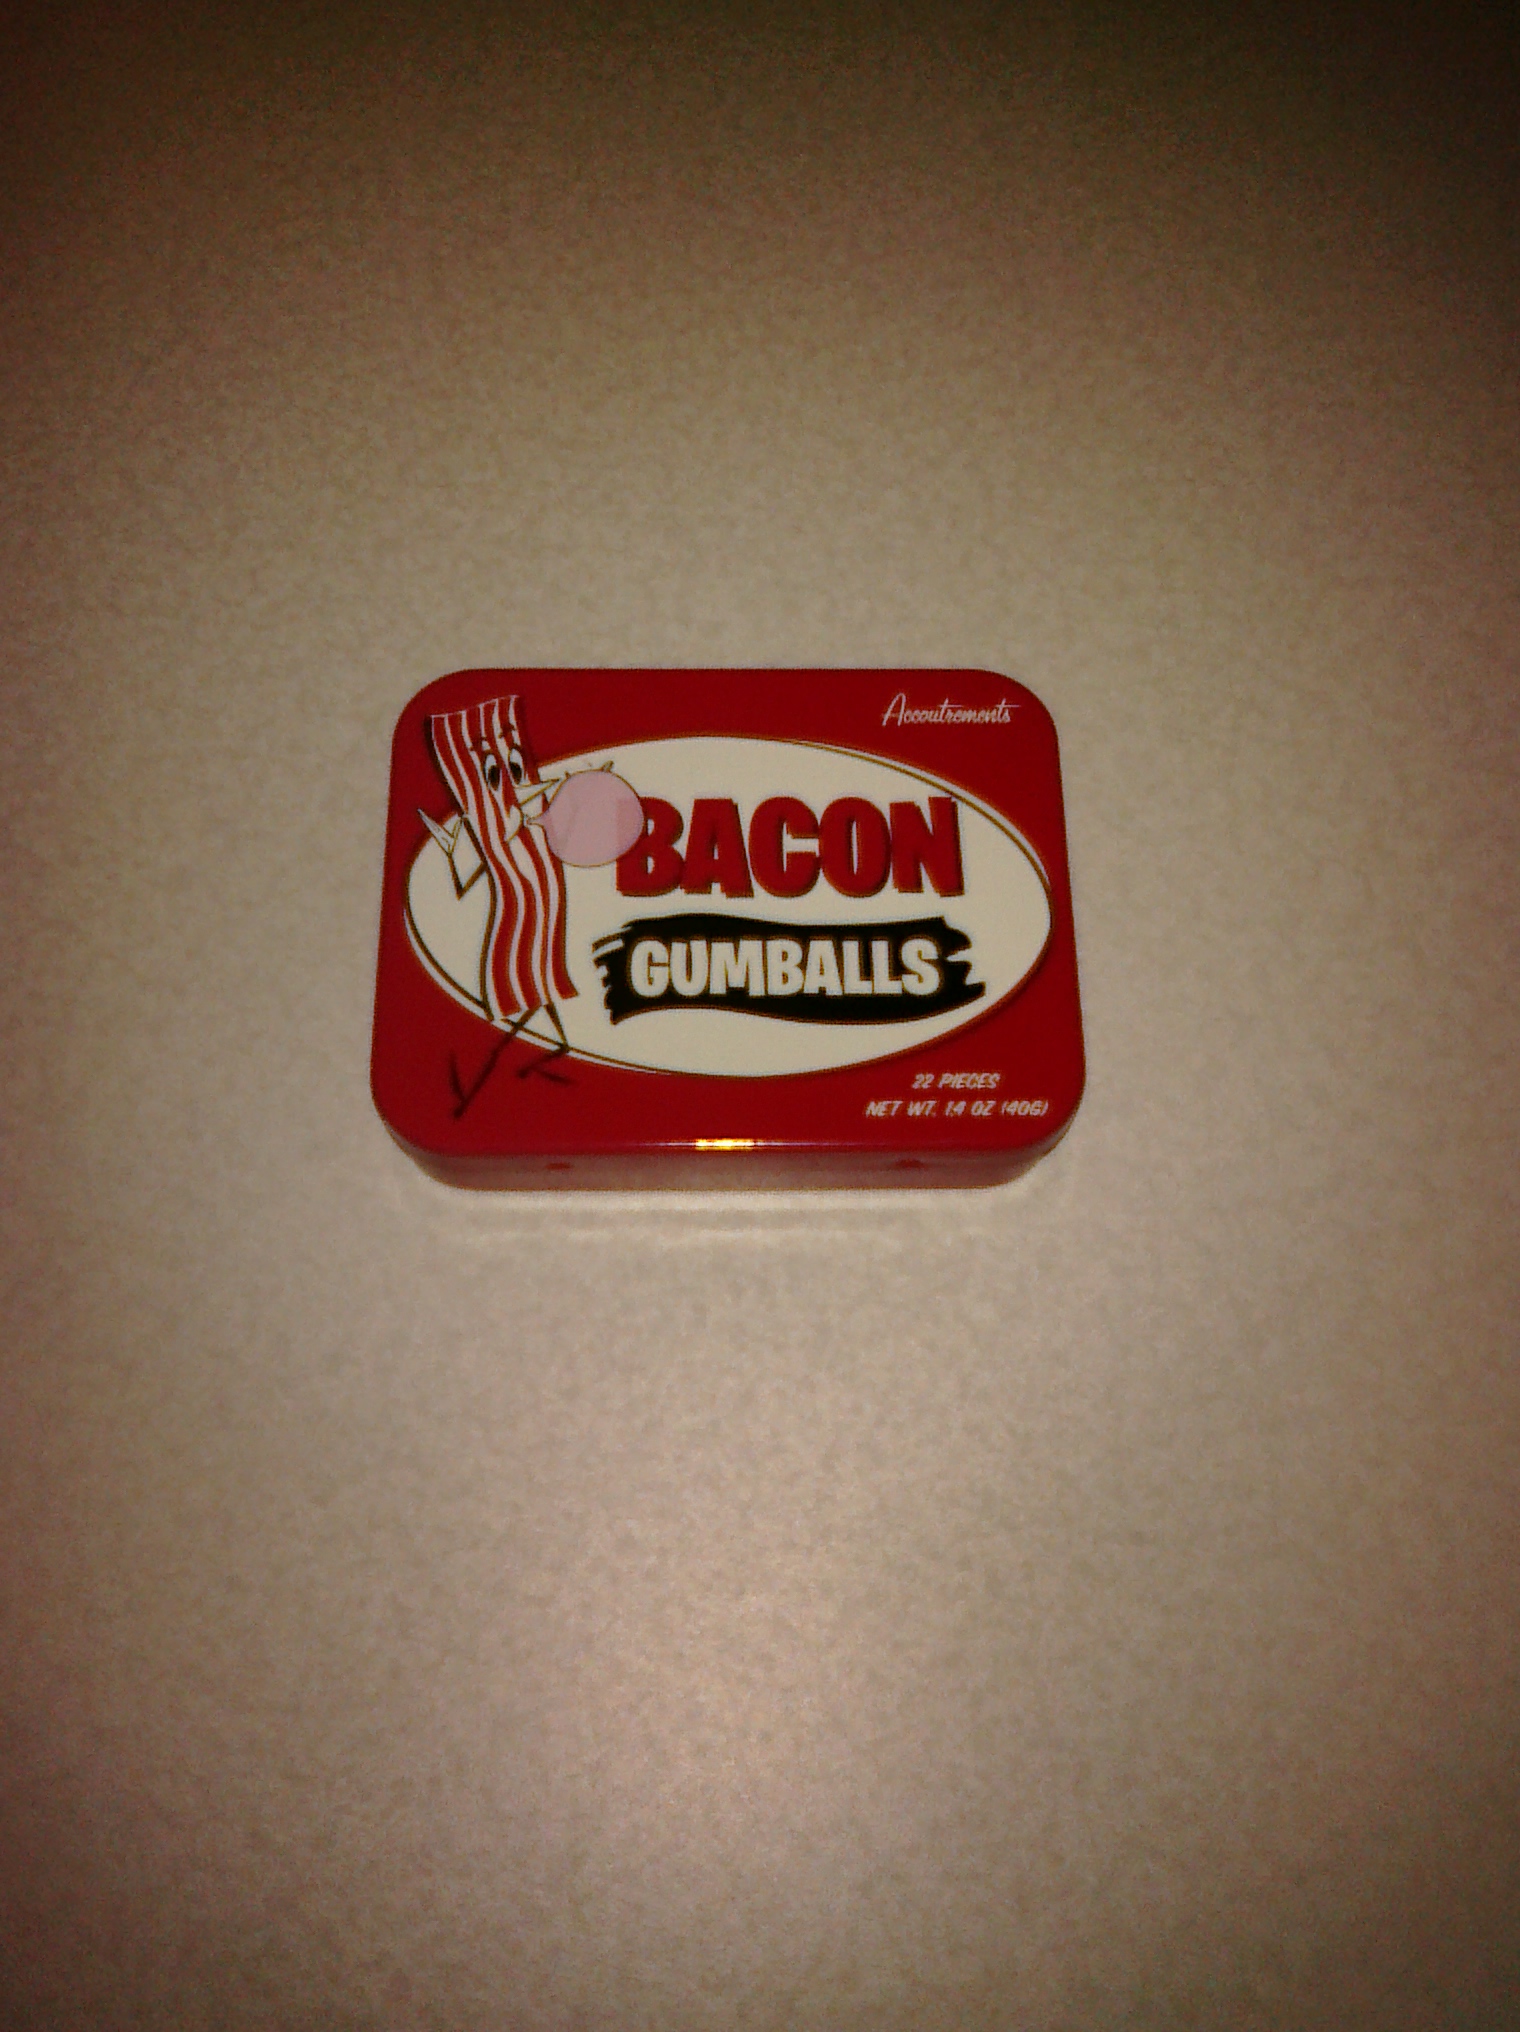 Accoutrements
BACON
GUMBALLS
22 PIECES
NET WT. 1.4 OZ (40G)